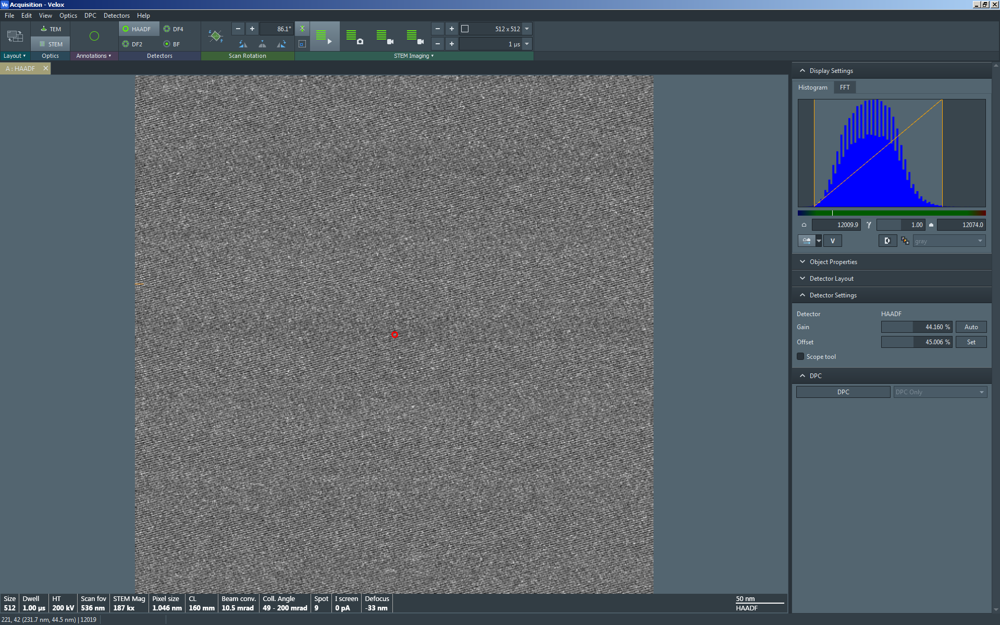 Ve Acquisition - Velox
File Edit View Optics DPC Detectors Help
TEM
STEM
HAADF
DF4
DF2
BF
86.1°
512 x 512
1 µs
Layout
Optics
Annotations
Detectors
Scan Rotation
STEM Imaging
A : HAADF
Display Settings
Histogram FFT
12009.9 γ 1.00 12074.0
V gray
Object Properties
Detector Layout
Detector Settings
Detector HAADF
Gain 44.160 % Auto
Offset 45.006 % Set
Scope tool
DPC
DPC DPC Only
Size Dwell HT Scan fov STEM Mag Pixel size CL Beam conv. Coll. Angle Spot I screen Defocus
512 1.00 µs 200 kV 536 nm 187 kx 1.046 nm 160 mm 10.5 mrad 49 - 200 mrad 9 0 pA -33 nm
50 nm
HAADF
221, 42 (231.7 nm, 44.5 nm) | 12019